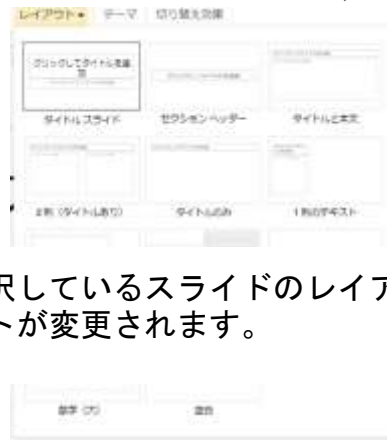 レイアウト テーマ 切り替え効果
クリックしてタイトルを追
加
タイトル スライド セクション ヘッダー タイトルと本文
2 列（タイトルあり） タイトルのみ 1 列のテキスト
択しているスライドのレイア
トが変更されます。
数字（大） 空白